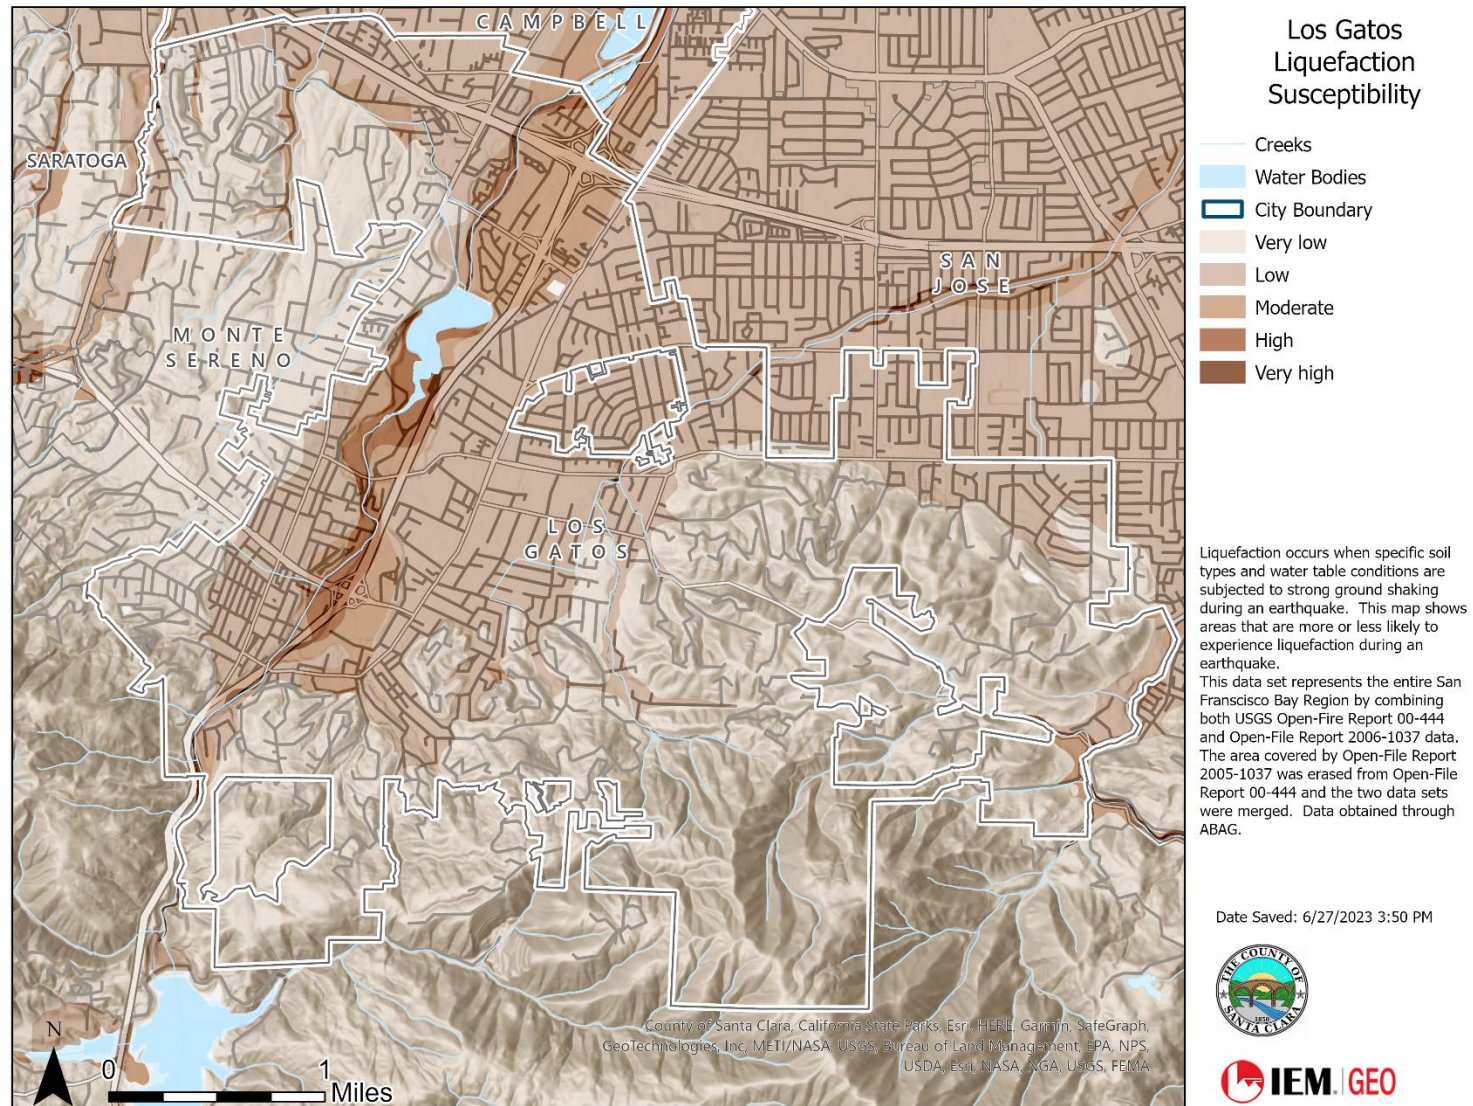 CAMPBELL
SARATOGA
SAN
JOSE
MONTE
SERENO
LOS
GATOS
County of Santa Clara, California State Parks, Esri, HERE, Garmin, SafeGraph,
GeoTechnologies, Inc, METI/NASA, USGS, Bureau of Land Management, EPA, NPS,
USDA, Esri, NASA, NGA, USGS, FEMA
N
0 1
Miles
Los Gatos
Liquefaction
Susceptibility
Creeks
Water Bodies
City Boundary
Very low
Low
Moderate
High
Very high
Liquefaction occurs when specific soil
types and water table conditions are
subjected to strong ground shaking
during an earthquake. This map shows
areas that are more or less likely to
experience liquefaction during an
earthquake.
This data set represents the entire San
Franscisco Bay Region by combining
both USGS Open-Fire Report 00-444
and Open-File Report 2006-1037 data.
The area covered by Open-File Report
2005-1037 was erased from Open-File
Report 00-444 and the two data sets
were merged. Data obtained through
ABAG.
Date Saved: 6/27/2023 3:50 PM
THE COUNTY OF
SANTA CLARA
1850
IEM GEO